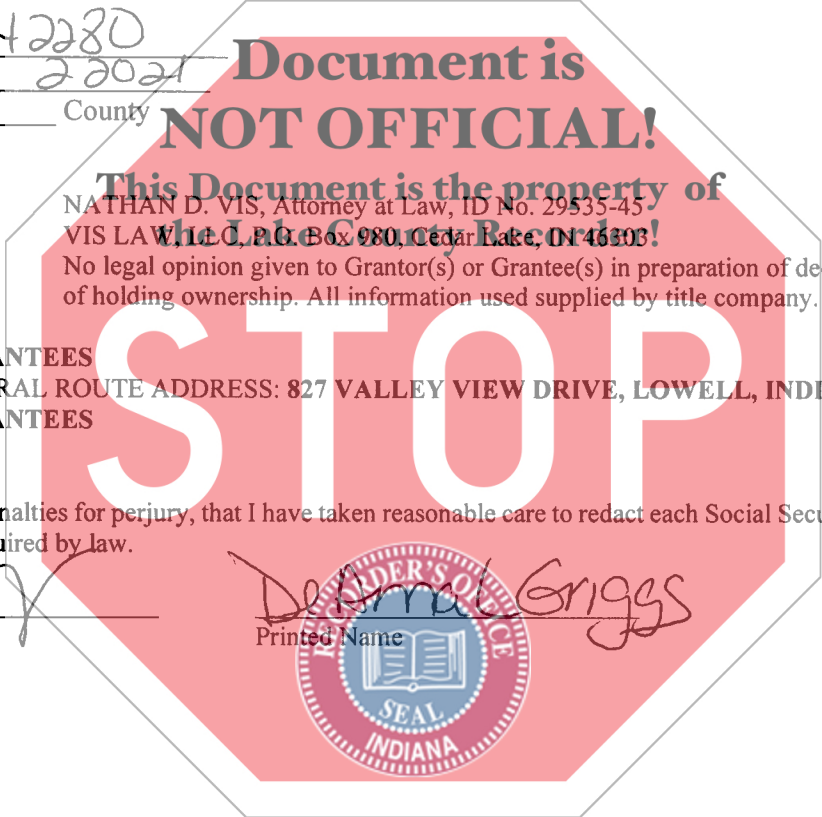 42280
22021
County
Document is
NOT OFFICIAL!
This Document is the property of
the Lake County Recorder!
NATHAN D. VIS, Attorney at Law, ID No. 29535-45
VIS LAW, LLC, P.O. Box 980, Cedar Lake, IN 46303
No legal opinion given to Grantor(s) or Grantee(s) in preparation of de
of holding ownership. All information used supplied by title company.
ANTEES
RAL ROUTE ADDRESS: 827 VALLEY VIEW DRIVE, LOWELL, INDI
ANTEES
STOP
nalties for perjury, that I have taken reasonable care to redact each Social Secu
uired by law.
DeAnna L Griggs
Printed Name
RECORDER'S OFFICE
SEAL
INDIANA